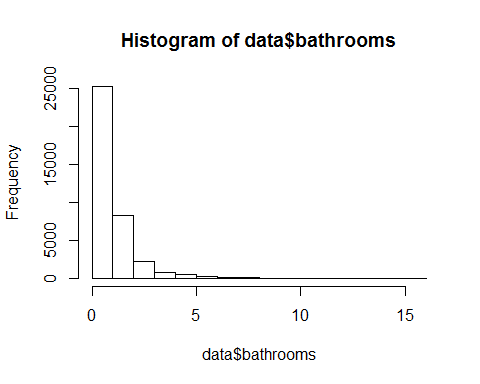 Histogram of data$bathrooms
Frequency
25000
15000
5000
0
0 5 10 15
data$bathrooms